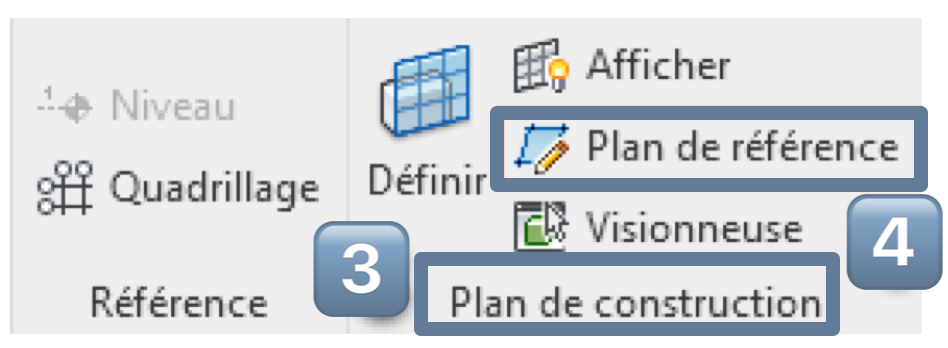 Afficher
Niveau
Plan de référence
Quadrillage
Définir
Visionneuse
3
4
Référence
Plan de construction